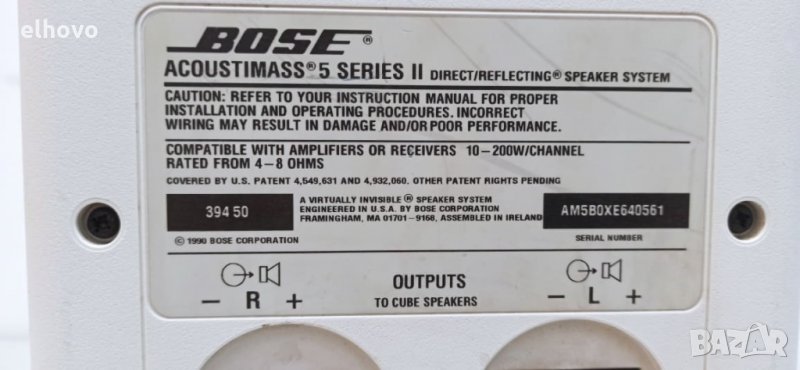 elhovo
BOSE®
ACOUSTIMASS® 5 SERIES II DIRECT/REFLECTING® SPEAKER SYSTEM
CAUTION: REFER TO YOUR INSTRUCTION MANUAL FOR PROPER
INSTALLATION AND OPERATING PROCEDURES. INCORRECT
WIRING MAY RESULT IN DAMAGE AND/OR POOR PERFORMANCE.
COMPATIBLE WITH AMPLIFIERS OR RECEIVERS 10–200W/CHANNEL
RATED FROM 4–8 OHMS
COVERED BY U.S. PATENT 4,549,631 AND 4,932,060. OTHER PATENT RIGHTS PENDING
394 50
A VIRTUALLY INVISIBLE® SPEAKER SYSTEM
ENGINEERED IN U.S.A. BY BOSE CORPORATION
FRAMINGHAM, MA 01701–9168, ASSEMBLED IN IRELAND
AM5B0XE640561
© 1990 BOSE CORPORATION
SERIAL NUMBER
– R +
OUTPUTS
TO CUBE SPEAKERS
– L +
BAZAR